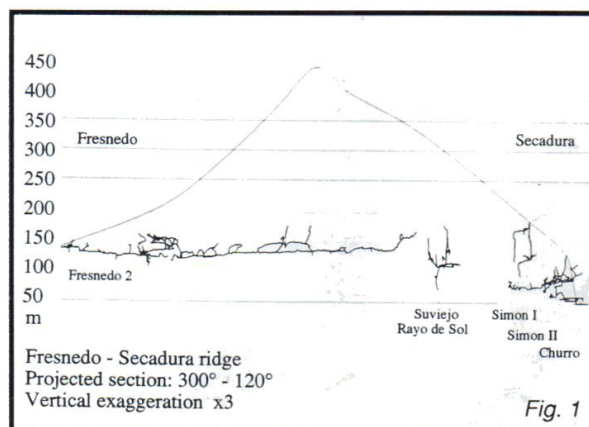 450
400
350
300
250
200
150
100
50
m
Fresnedo
Secadura
Fresnedo 2
Suviejo
Rayo de Sol
Simon I
Simon II
Churro
Fresnedo - Secadura ridge
Projected section: 300° - 120°
Vertical exaggeration x3
Fig. 1